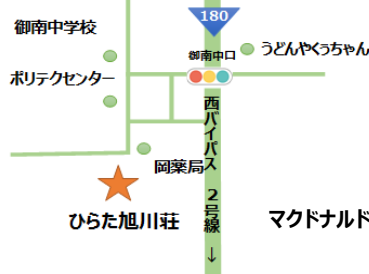 180
御南中学校
御南中口
うどんやくぅちゃん
ポリテクセンター
西バイパス 2号線 ↓
岡薬局
ひらた旭川荘
マクドナルド